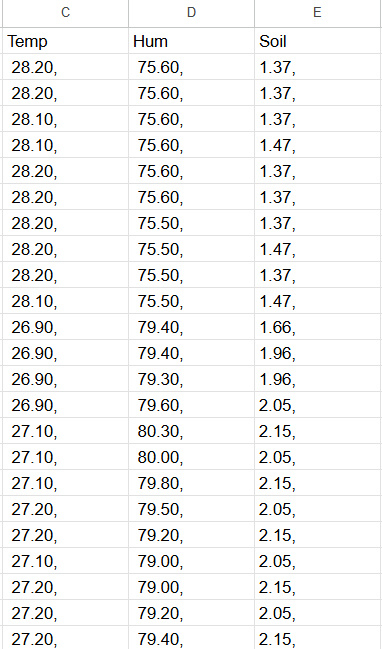 C D E
Temp Hum Soil
28.20, 75.60, 1.37,
28.20, 75.60, 1.37,
28.10, 75.60, 1.37,
28.10, 75.60, 1.47,
28.20, 75.60, 1.37,
28.20, 75.60, 1.37,
28.20, 75.50, 1.37,
28.20, 75.50, 1.47,
28.20, 75.50, 1.37,
28.10, 75.50, 1.47,
26.90, 79.40, 1.66,
26.90, 79.40, 1.96,
26.90, 79.30, 1.96,
26.90, 79.60, 2.05,
27.10, 80.30, 2.15,
27.10, 80.00, 2.05,
27.10, 79.80, 2.15,
27.20, 79.50, 2.05,
27.20, 79.20, 2.15,
27.10, 79.00, 2.05,
27.20, 79.00, 2.15,
27.20, 79.20, 2.05,
27.20, 79.40, 2.15,